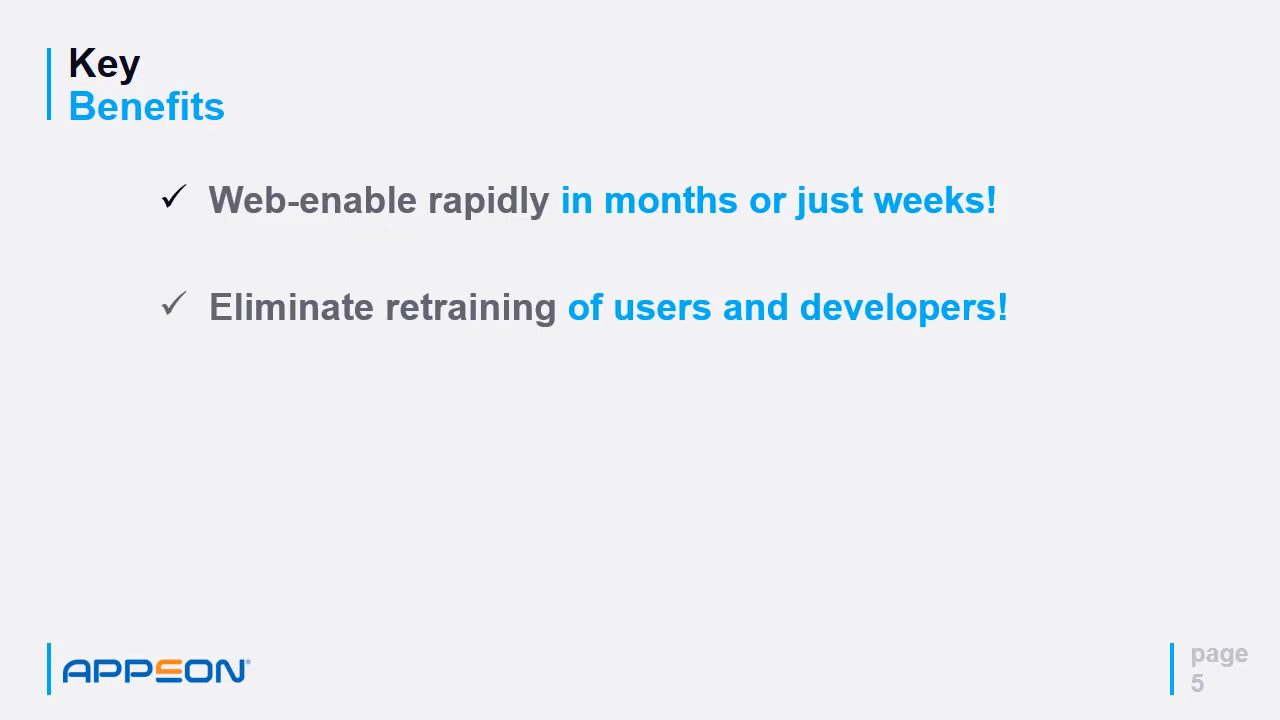 Key
Benefits
✓ Web-enable rapidly in months or just weeks!
✓ Eliminate retraining of users and developers!
APPEON®
page
5